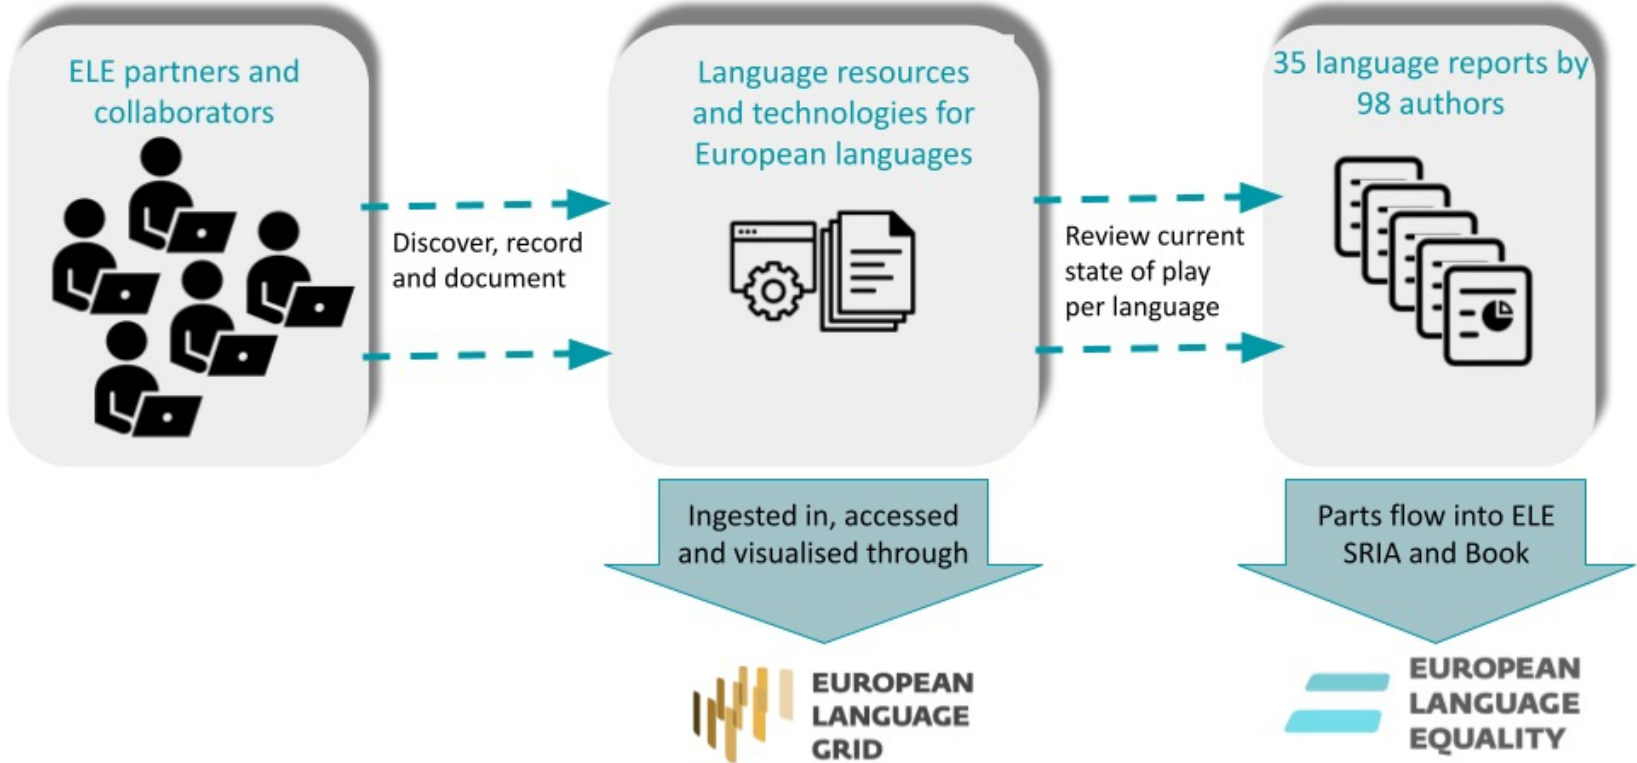 ELE partners and
collaborators
Discover, record
and document
Language resources
and technologies for
European languages
Review current
state of play
per language
35 language reports by
98 authors
Ingested in, accessed
and visualised through
Parts flow into ELE
SRIA and Book
EUROPEAN
LANGUAGE
GRID
EUROPEAN
LANGUAGE
EQUALITY